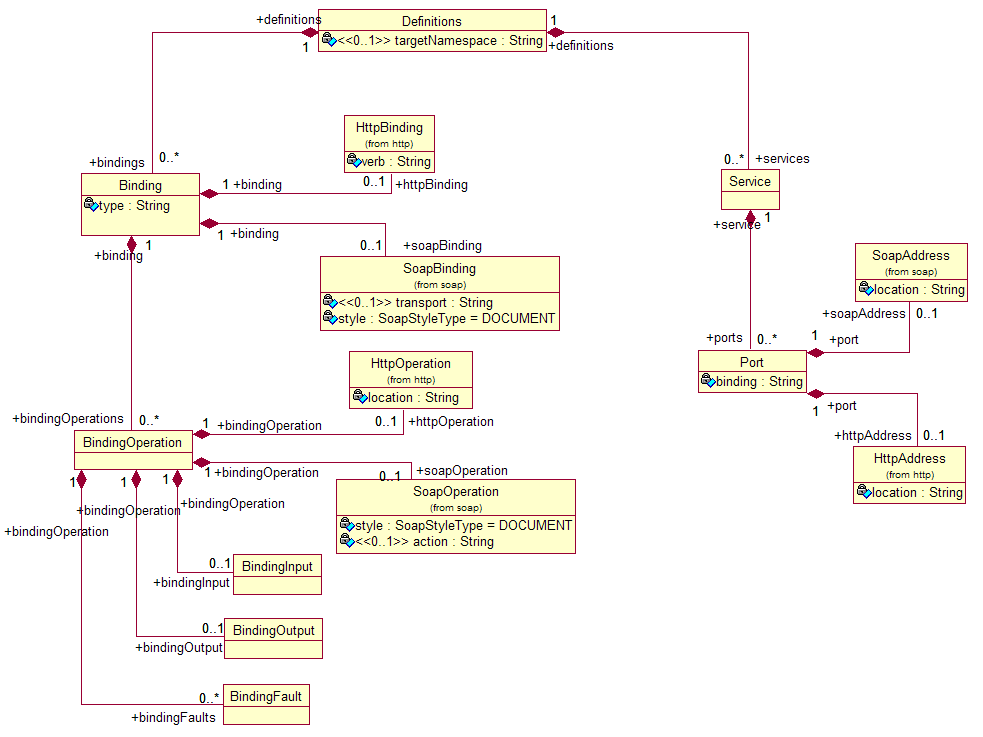 +definitions
Definitions
1
1
<<0..1>> targetNamespace : String
+definitions
HttpBinding
(from http)
verb : String
+bindings
0..*
0..*
+services
Binding
type : String
1
+binding
0..1
+httpBinding
Service
1
+service
1
+binding
0..1
+soapBinding
1
+binding
SoapBinding
(from soap)
<<0..1>> transport : String
style : SoapStyleType = DOCUMENT
SoapAddress
(from soap)
location : String
+soapAddress
0..1
+ports
0..*
1
+port
Port
binding : String
HttpOperation
(from http)
location : String
1
+port
+bindingOperations
0..*
1
+bindingOperation
0..1
+httpOperation
+httpAddress
0..1
BindingOperation
HttpAddress
(from http)
location : String
1
+bindingOperation
0..1
+soapOperation
1
1
1
+bindingOperation
+bindingOperation
+bindingOperation
SoapOperation
(from soap)
style : SoapStyleType = DOCUMENT
<<0..1>> action : String
0..1
+bindingInput
BindingInput
0..1
+bindingOutput
BindingOutput
0..*
+bindingFaults
BindingFault